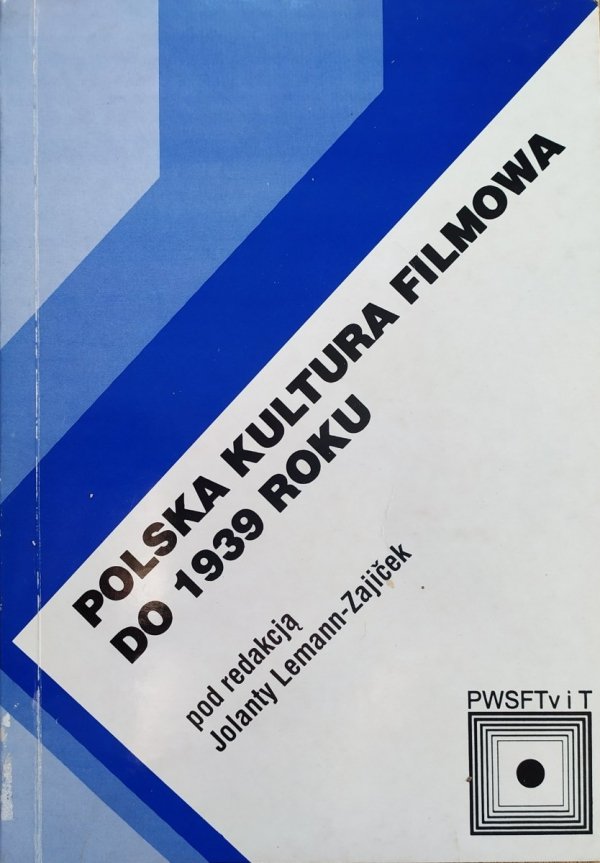 POLSKA KULTURA FILMOWA
DO 1939 ROKU
pod redakcją
Jolanty Lemann-Zajiček
PWSFTv i T